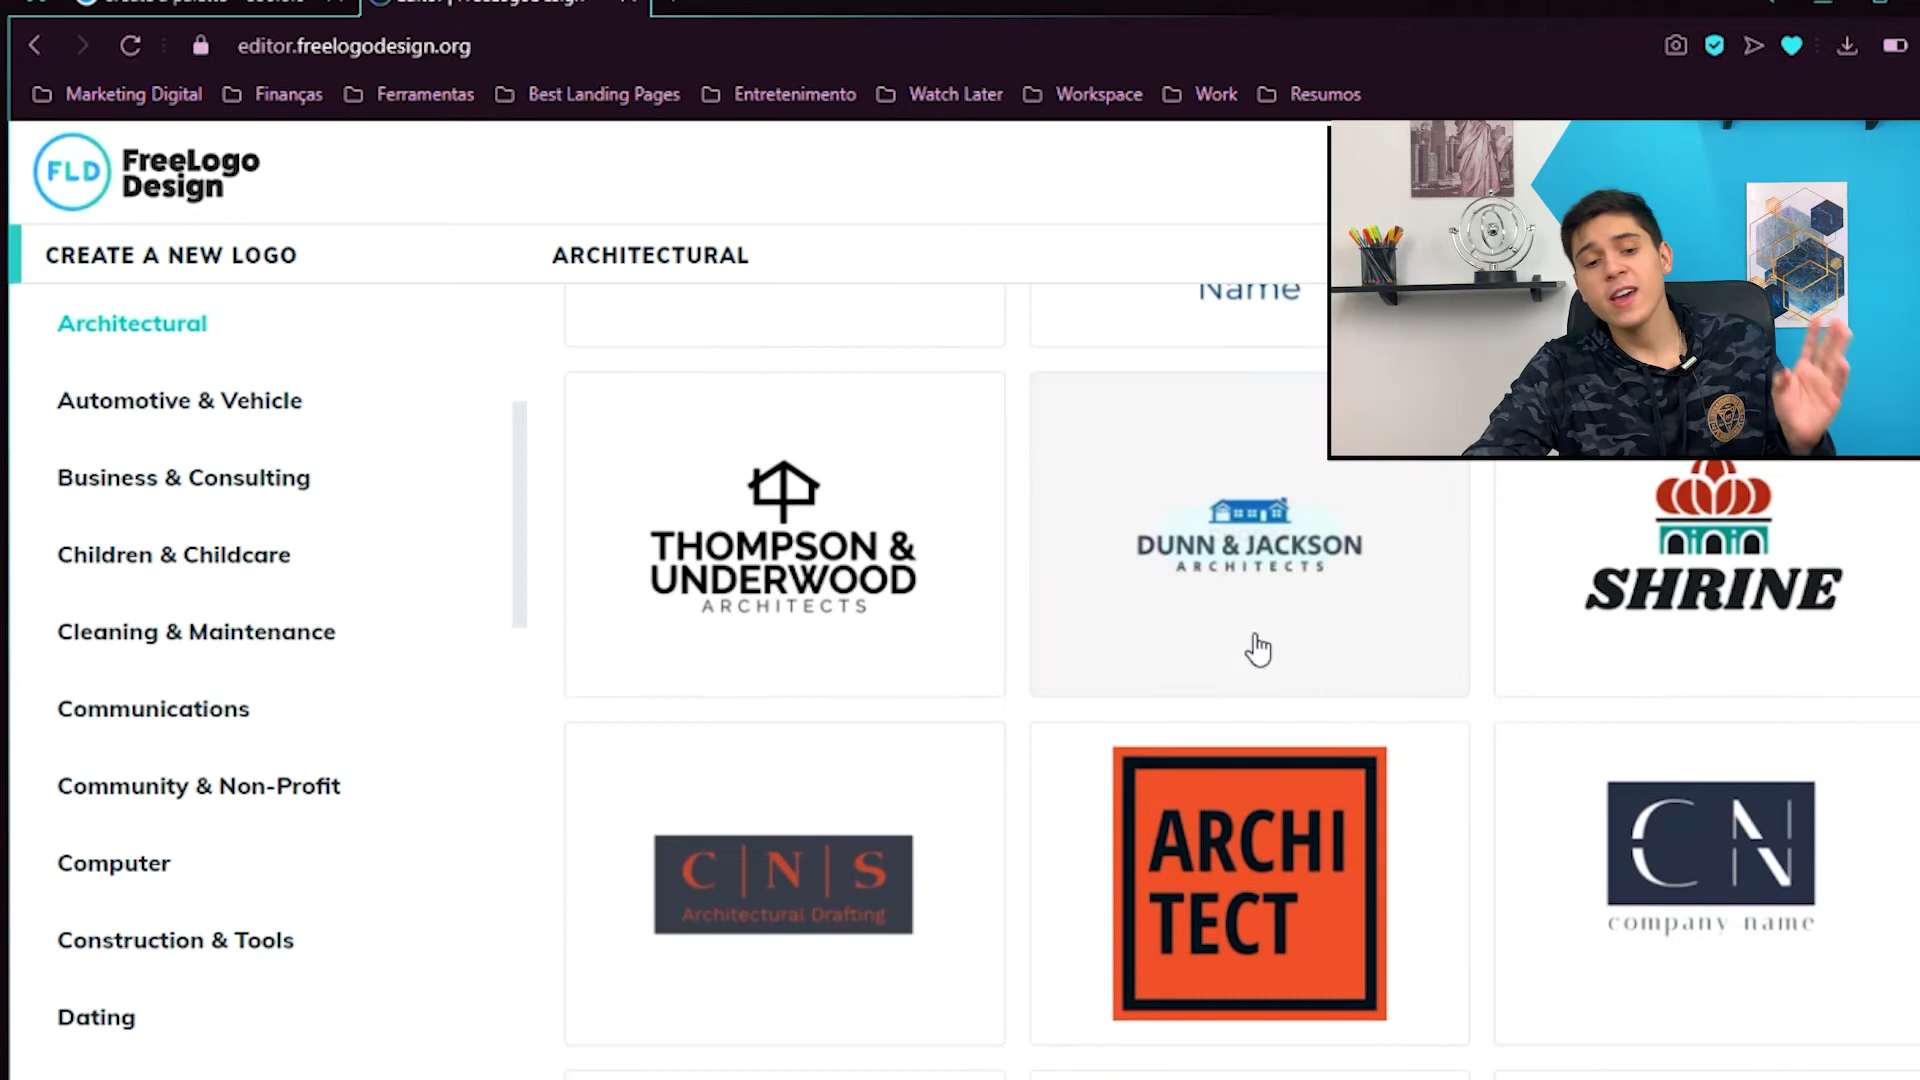 editor.freelogodesign.org
Marketing Digital
Finanças
Ferramentas
Best Landing Pages
Entretenimento
Watch Later
Workspace
Work
Resumos
FLD
FreeLogo
Design
CREATE A NEW LOGO
ARCHITECTURAL
Architectural
Automotive & Vehicle
Business & Consulting
Children & Childcare
Cleaning & Maintenance
Communications
Community & Non-Profit
Computer
Construction & Tools
Dating
Name
THOMPSON &
UNDERWOOD
ARCHITECTS
DUNN & JACKSON
ARCHITECTS
SHRINE
C | N | S
Architectural Drafting
ARCHI
TECT
CN
company name